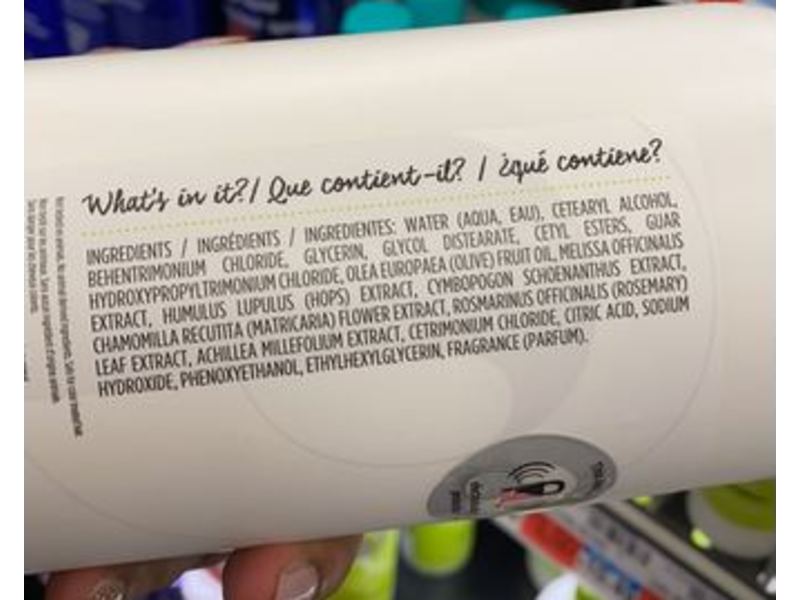 What's in it? / Que contient-il? / ¿qué contiene?
INGREDIENTS / INGRÉDIENTS / INGREDIENTES: WATER (AQUA, EAU), CETEARYL ALCOHOL,
BEHENTRIMONIUM CHLORIDE, GLYCERIN, GLYCOL DISTEARATE, CETYL ESTERS, GUAR
HYDROXYPROPYLTRIMONIUM CHLORIDE, OLEA EUROPAEA (OLIVE) FRUIT OIL, MELISSA OFFICINALIS
EXTRACT, HUMULUS LUPULUS (HOPS) EXTRACT, CYMBOPOGON SCHOENANTHUS EXTRACT,
CHAMOMILLA RECUTITA (MATRICARIA) FLOWER EXTRACT, ROSMARINUS OFFICINALIS (ROSEMARY)
LEAF EXTRACT, ACHILLEA MILLEFOLIUM EXTRACT, CETRIMONIUM CHLORIDE, CITRIC ACID, SODIUM
HYDROXIDE, PHENOXYETHANOL, ETHYLHEXYLGLYCERIN, FRAGRANCE (PARFUM).